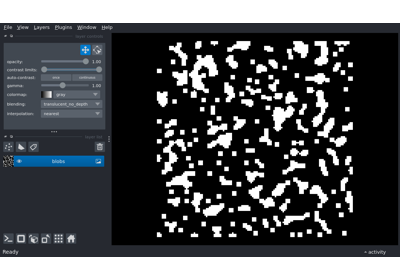 File View Layers Plugins Window Help
opacity: 1.00
contrast limits:
auto-contrast: once continuous
gamma: 1.00
colormap: gray
blending: translucent_no_depth
interpolation: nearest
blobs
Ready
activity